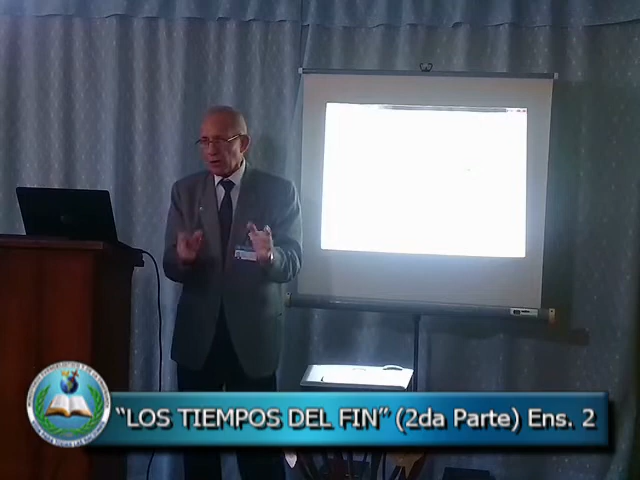 “LOS TIEMPOS DEL FIN” (2da Parte) Ens. 2